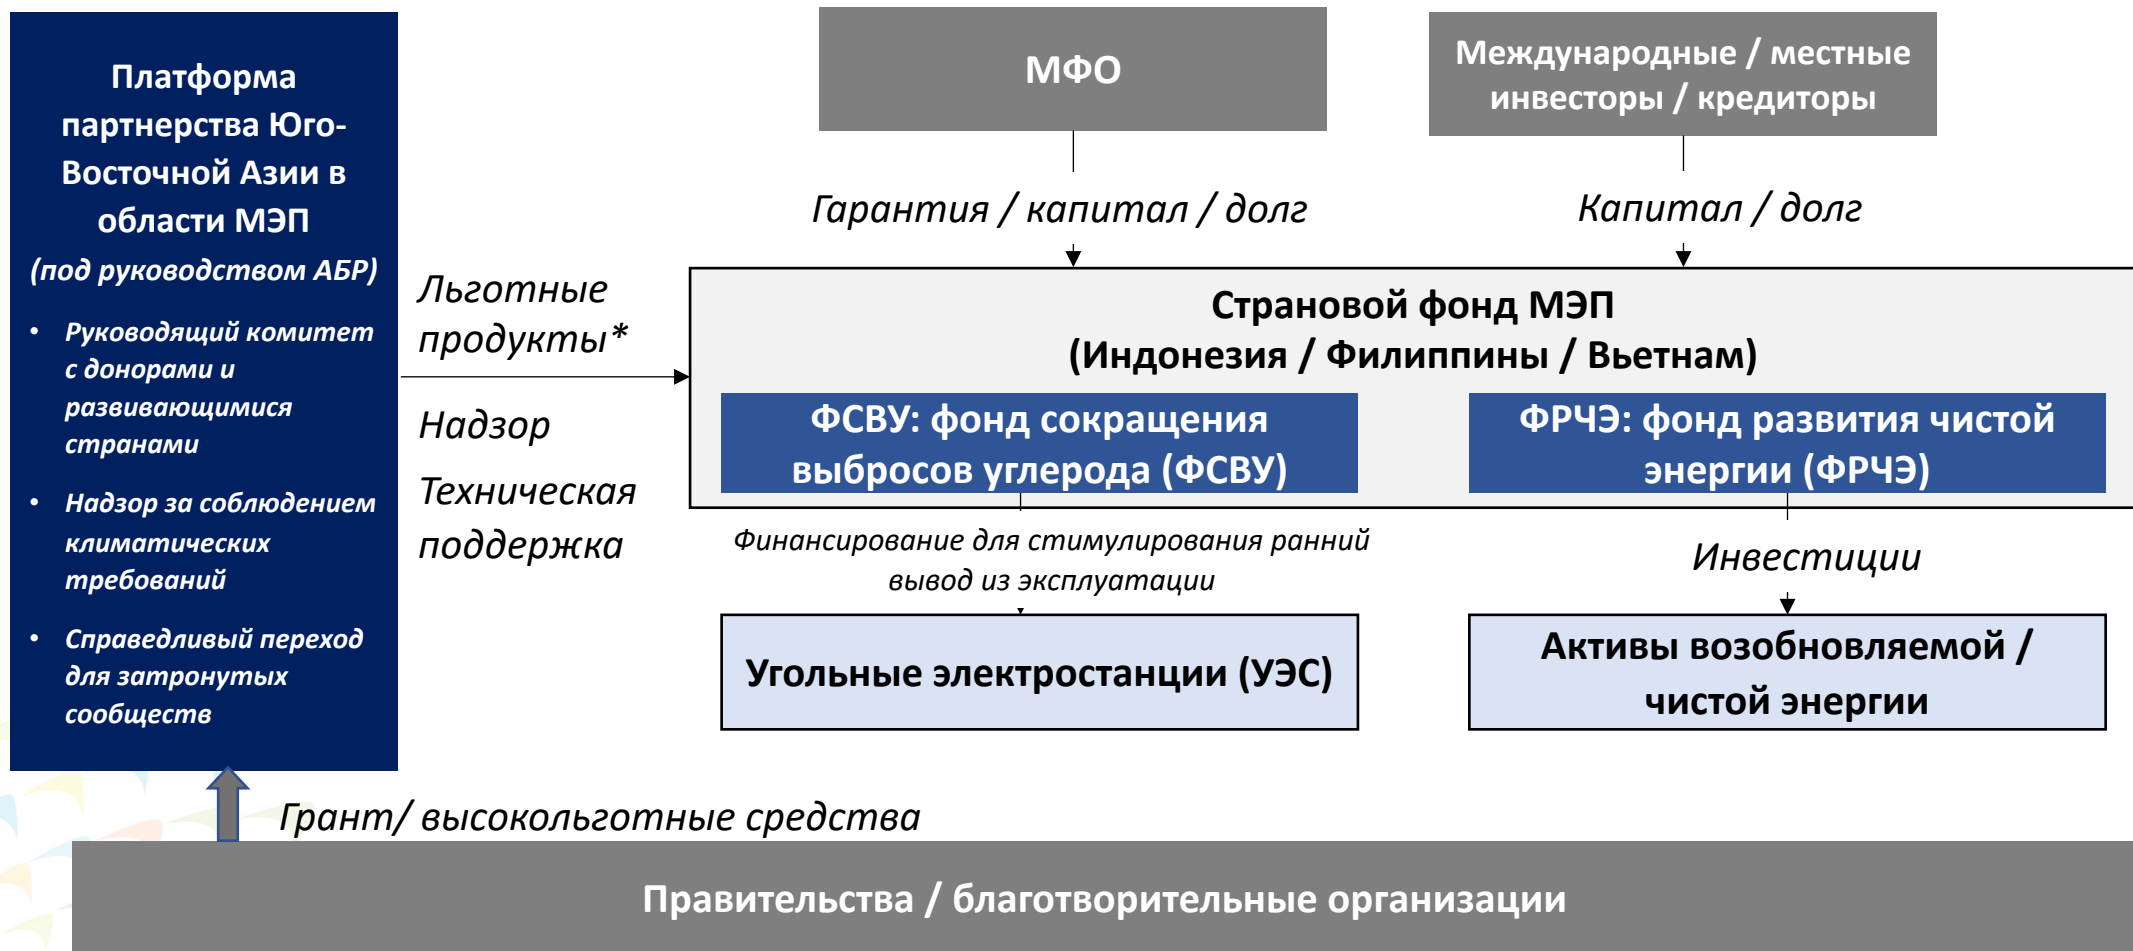 Платформа
партнерства Юго-
Восточной Азии в
области МЭП
(под руководством АБР)
• Руководящий комитет
с донорами и
развивающимися
странами
• Надзор за соблюдением
климатических
требований
• Справедливый переход
для затронутых
сообществ
Льготные
продукты*
Надзор
Техническая
поддержка
МФО
Международные / местные
инвесторы / кредиторы
Гарантия / капитал / долг
Капитал / долг
Страновой фонд МЭП
(Индонезия / Филиппины / Вьетнам)
ФСВУ: фонд сокращения
выбросов углерода (ФСВУ)
ФРЧЭ: фонд развития чистой
энергии (ФРЧЭ)
Финансирование для стимулирования ранний
вывод из эксплуатации
Инвестиции
Угольные электростанции (УЭС)
Активы возобновляемой /
чистой энергии
Грант/ высокольготные средства
Правительства / благотворительные организации